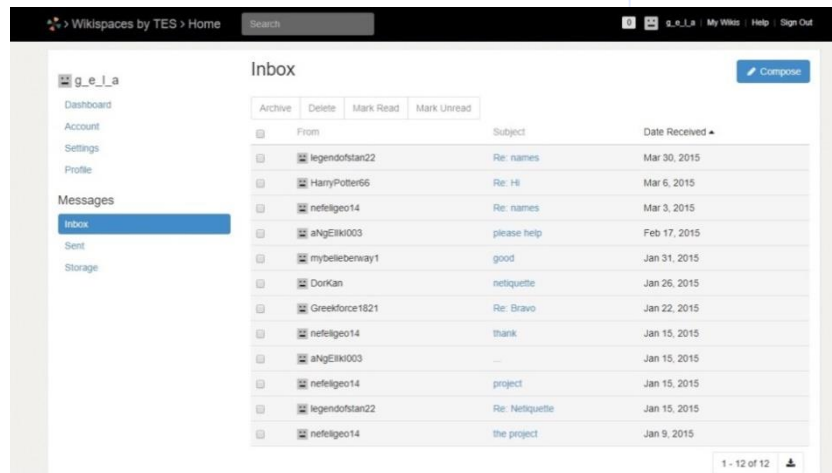 > Wikispaces by TES > Home
Search
0 g_e_l_a My Wikis Help Sign Out
g_e_l_a
Dashboard
Account
Settings
Profile
Messages
Inbox
Sent
Storage
Inbox
Compose
Archive Delete Mark Read Mark Unread
From Subject Date Received
legendofstan22 Re: names Mar 30, 2015
HarryPotter66 Re: Hi Mar 6, 2015
nefeligeo14 Re: names Mar 3, 2015
aNgEllkl003 please help Feb 17, 2015
mybelieberway1 good Jan 31, 2015
DorKan netiquette Jan 26, 2015
Greekforce1821 Re: Bravo Jan 22, 2015
nefeligeo14 thank Jan 15, 2015
aNgEllkl003 ... Jan 15, 2015
nefeligeo14 project Jan 15, 2015
legendofstan22 Re: Netiquette Jan 15, 2015
nefeligeo14 the project Jan 9, 2015
1 - 12 of 12